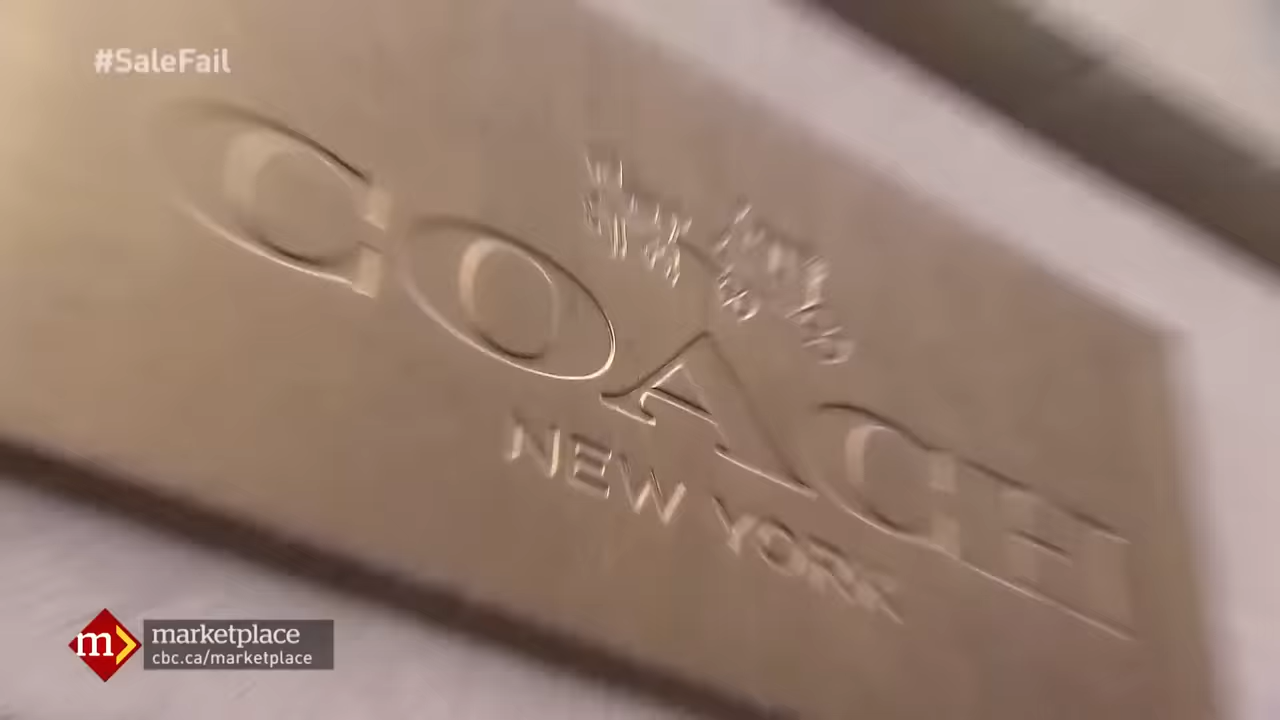 #SaleFail
COACH
NEW YORK
m
marketplace
cbc.ca/marketplace